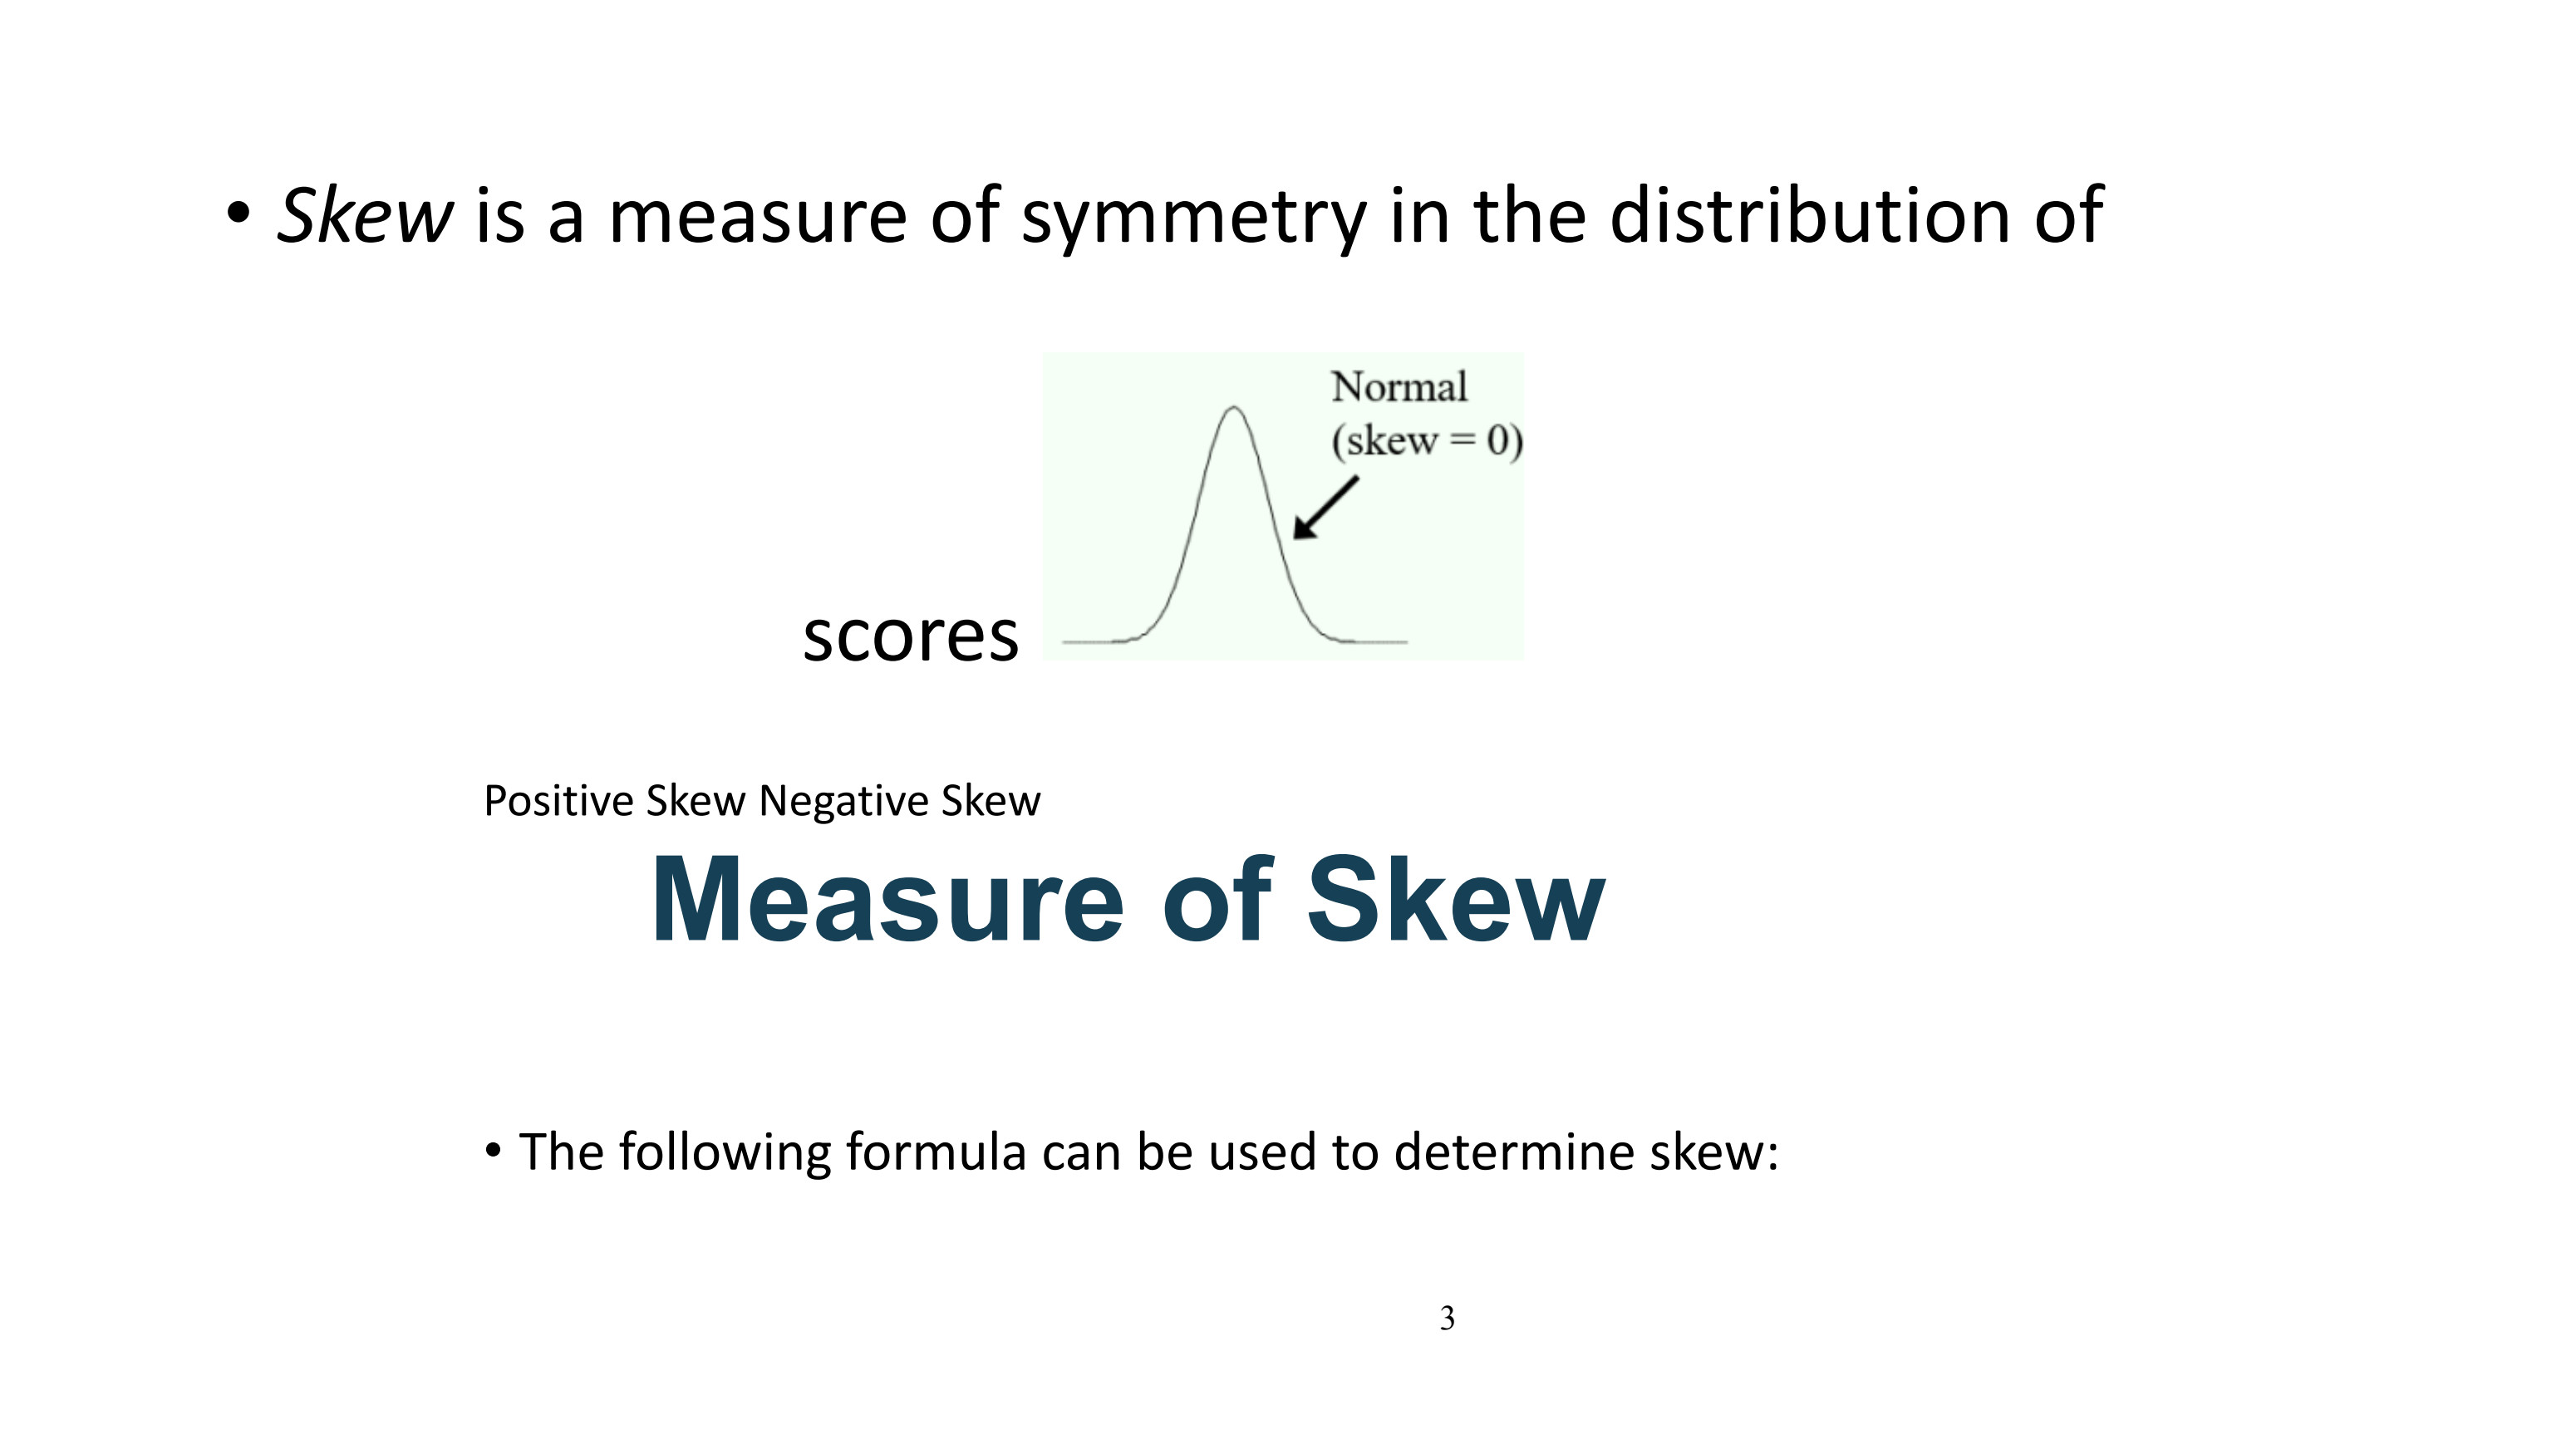 • Skew is a measure of symmetry in the distribution of
Normal
(skew = 0)
scores
Positive Skew Negative Skew
Measure of Skew
• The following formula can be used to determine skew:
3